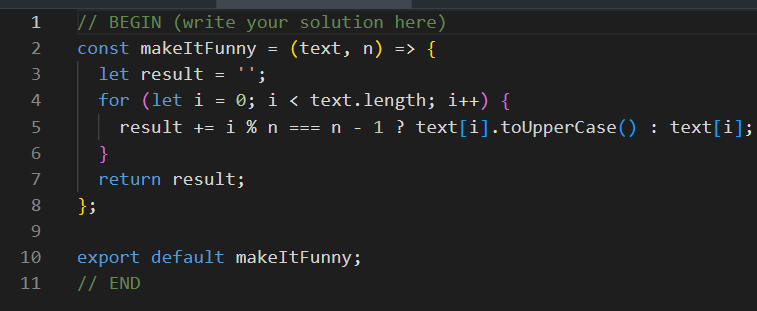 1 // BEGIN (write your solution here)
2 const makeItFunny = (text, n) => {
3   let result = '';
4   for (let i = 0; i < text.length; i++) {
5     result += i % n === n - 1 ? text[i].toUpperCase() : text[i];
6   }
7   return result;
8 };
9
10 export default makeItFunny;
11 // END